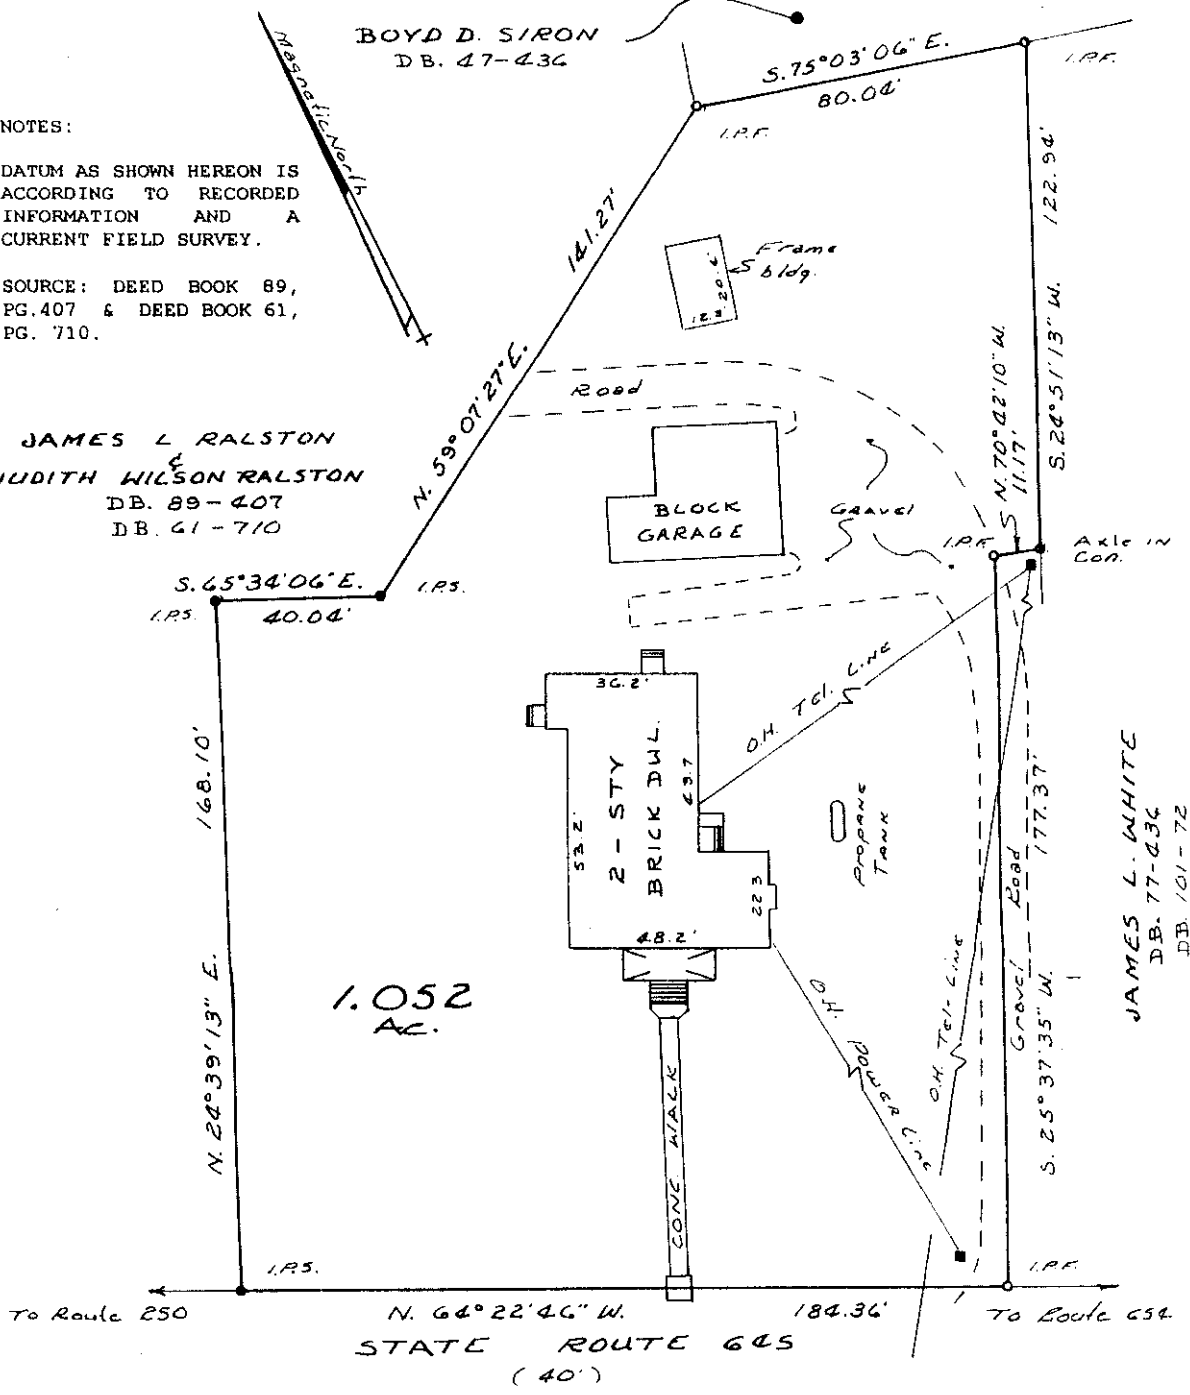 BOYD D. SIRON
DB. 47-436
Magnetic North
S. 75° 03' 06" E.
80.04'
I.P.F.
I.P.F.
NOTES:
DATUM AS SHOWN HEREON IS
ACCORDING TO RECORDED
INFORMATION AND A
CURRENT FIELD SURVEY.
SOURCE: DEED BOOK 89,
PG.407 & DEED BOOK 61,
PG. 710.
141.27'
N. 59° 07' 27" E.
122.94'
S. 24° 51' 13" W.
Frame
bldg.
20.6'
12.3'
Road
N. 70° 42' 10" W.
11.17'
JAMES L RALSTON
&
JUDITH WILSON RALSTON
DB. 89-407
DB. 61-710
BLOCK
GARAGE
GRAVEL
I.P.F.
Axle in
Con.
S. 65° 34' 06" E.
40.04'
I.P.S.
I.P.S.
36.2'
O.H. Tel. Line
168.10'
N. 24° 39' 13" E.
2-STY
BRICK DWL.
53.2'
49.7
22.3
48.2'
Propane
Tank
177.37'
S. 25° 37' 35" W.
Gravel Road
JAMES L. WHITE
DB. 77-436
DB. 101-72
1.052
Ac.
O.H. Power Line
O.H. Tel. Line
CONC WALK
I.P.S.
I.P.F.
To Route 250
N. 64° 22' 46" W.
184.36'
To Route 654
STATE ROUTE 645
(40')